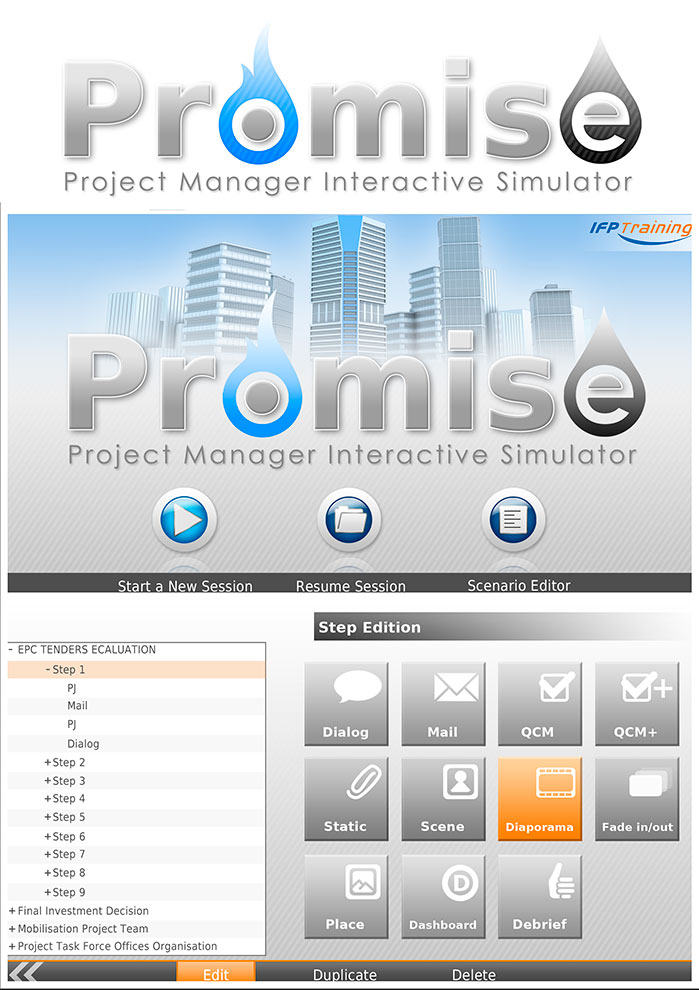 Promise
Project Manager Interactive Simulator
IFPTraining
Promise
Project Manager Interactive Simulator
Start a New Session
Resume Session
Scenario Editor
Step Edition
- EPC TENDERS ECALUATION
- Step 1
PJ
Mail
PJ
Dialog
+ Step 2
+ Step 3
+ Step 4
+ Step 5
+ Step 6
+ Step 7
+ Step 8
+ Step 9
+ Final Investment Decision
+ Mobilisation Project Team
+ Project Task Force Offices Organisation
Dialog
Mail
QCM
QCM+
Static
Scene
Diaporama
Fade in/out
Place
D
Dashboard
Debrief
Edit
Duplicate
Delete